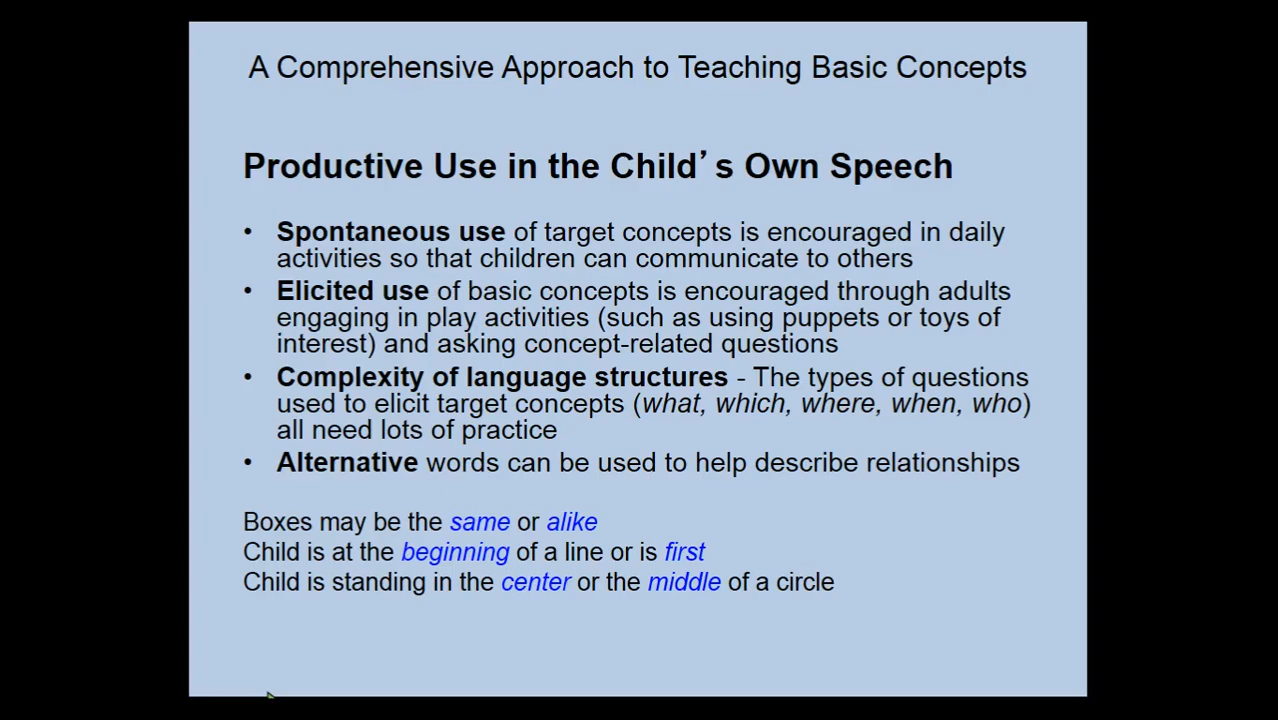 A Comprehensive Approach to Teaching Basic Concepts
Productive Use in the Child’s Own Speech
• Spontaneous use of target concepts is encouraged in daily
activities so that children can communicate to others
• Elicited use of basic concepts is encouraged through adults
engaging in play activities (such as using puppets or toys of
interest) and asking concept-related questions
• Complexity of language structures - The types of questions
used to elicit target concepts (what, which, where, when, who)
all need lots of practice
• Alternative words can be used to help describe relationships
Boxes may be the same or alike
Child is at the beginning of a line or is first
Child is standing in the center or the middle of a circle